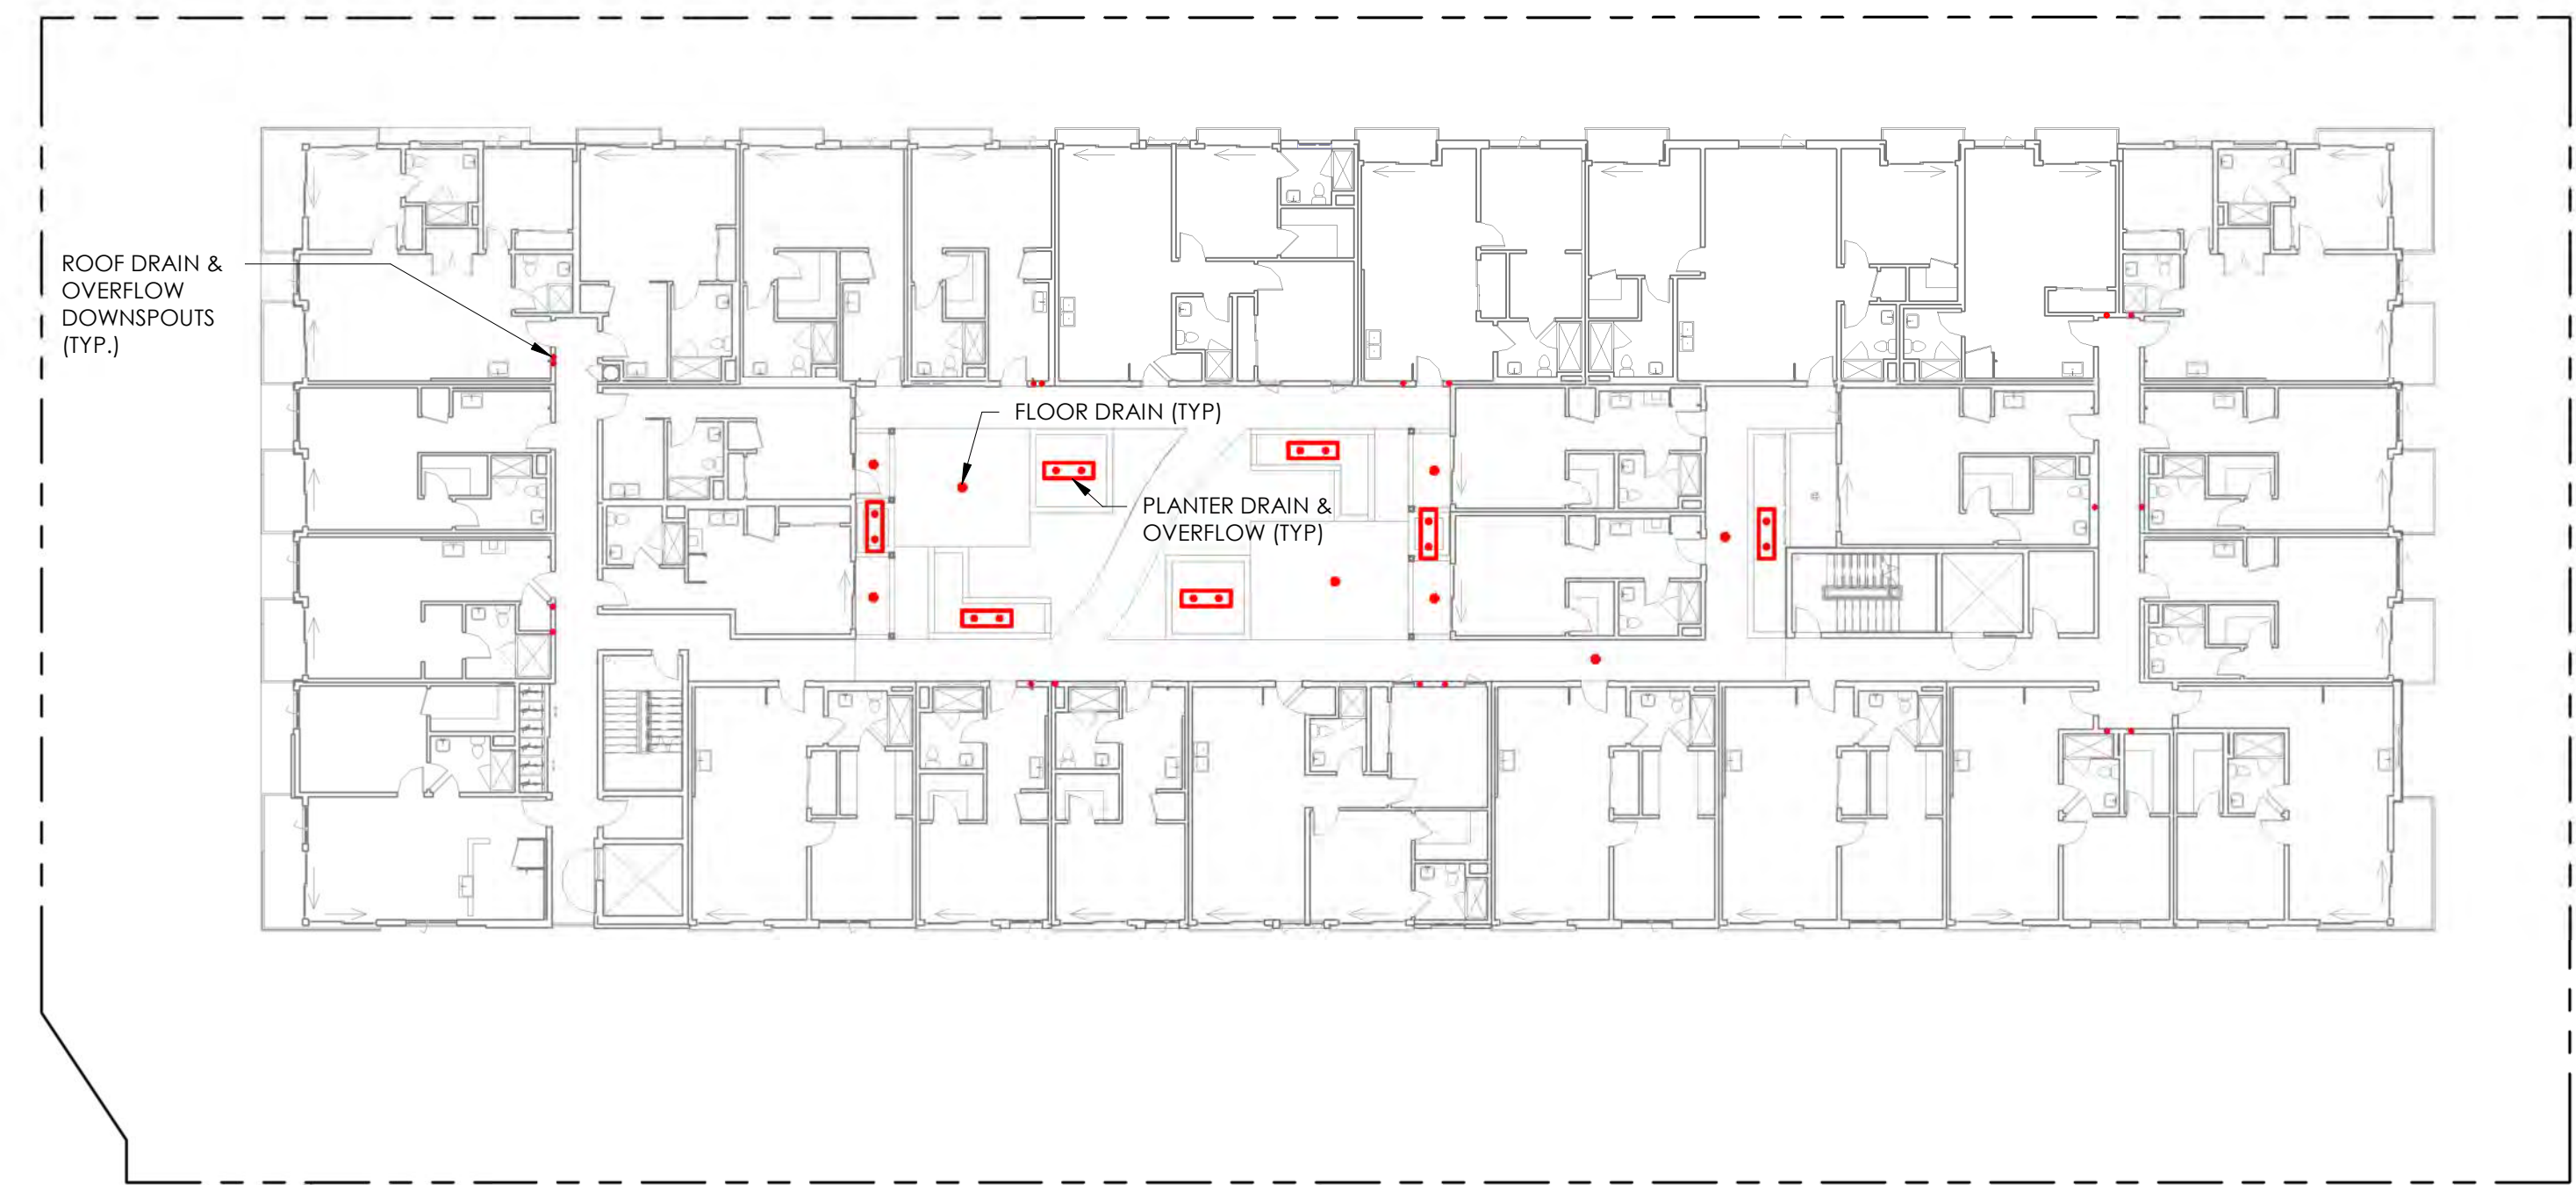 ROOF DRAIN &
OVERFLOW
DOWNSPOUTS
(TYP.)
FLOOR DRAIN (TYP)
PLANTER DRAIN &
OVERFLOW (TYP)